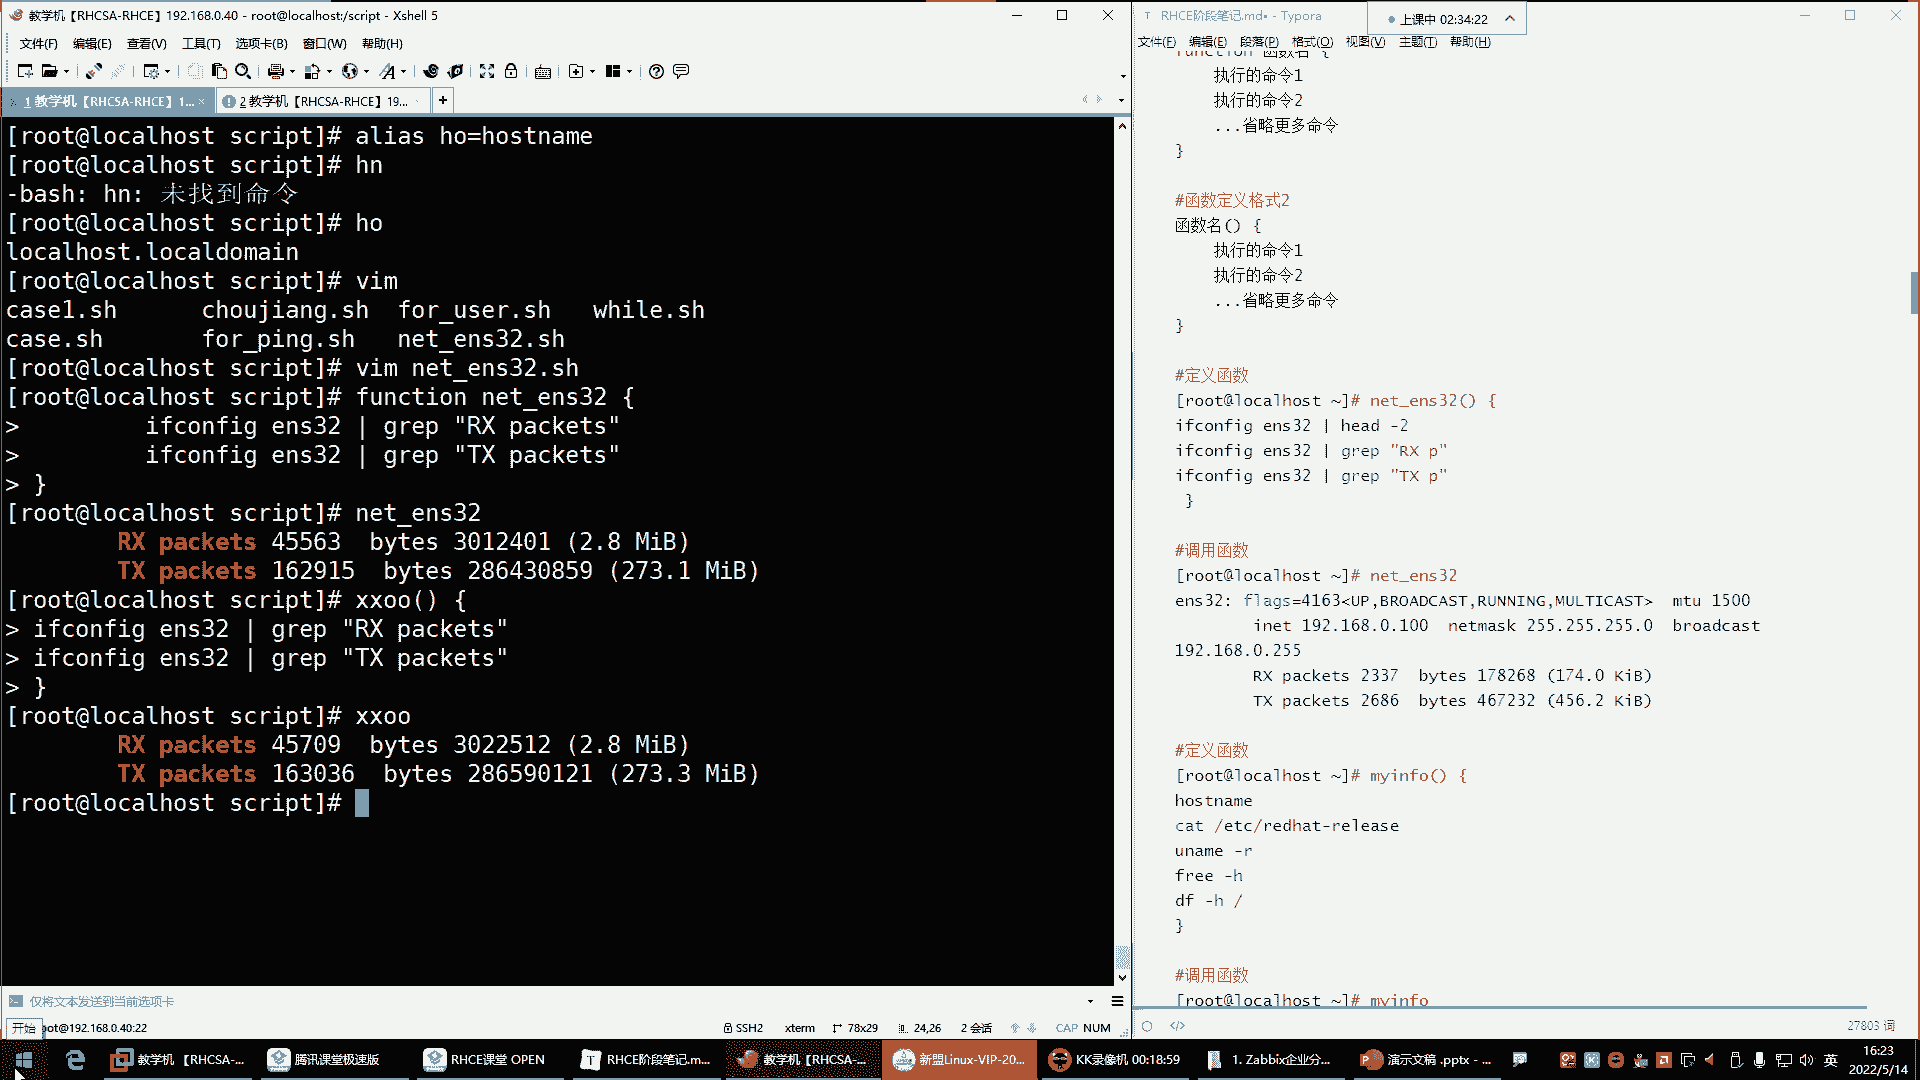 教学机【RHCSA-RHCE】192.168.0.40 - root@localhost:/script - Xshell 5
文件(F) 编辑(E) 查看(V) 工具(T) 选项卡(B) 窗口(W) 帮助(H)
1 教学机【RHCSA-RHCE】1... × 2 教学机【RHCSA-RHCE】19... +
[root@localhost script]# alias ho=hostname
[root@localhost script]# hn
-bash: hn: 未找到命令
[root@localhost script]# ho
localhost.localdomain
[root@localhost script]# vim
case1.sh choujiang.sh for_user.sh while.sh
case.sh for_ping.sh net_ens32.sh
[root@localhost script]# vim net_ens32.sh
[root@localhost script]# function net_ens32 {
> ifconfig ens32 | grep "RX packets"
> ifconfig ens32 | grep "TX packets"
> }
[root@localhost script]# net_ens32
RX packets 45563 bytes 3012401 (2.8 MiB)
TX packets 162915 bytes 286430859 (273.1 MiB)
[root@localhost script]# xxoo() {
> ifconfig ens32 | grep "RX packets"
> ifconfig ens32 | grep "TX packets"
> }
[root@localhost script]# xxoo
RX packets 45709 bytes 3022512 (2.8 MiB)
TX packets 163036 bytes 286590121 (273.3 MiB)
[root@localhost script]#
仅将文本发送到当前选项卡
开始 oot@192.168.0.40:22 SSH2 xterm 78x29 24,26 2 会话 CAP NUM
RHCE阶段笔记.md• - Typora
上课中 02:34:22
文件(F) 编辑(E) 段落(P) 格式(O) 视图(V) 主题(T) 帮助(H)
function 函数名 {
执行的命令1
执行的命令2
...省略更多命令
}
#函数定义格式2
函数名() {
执行的命令1
执行的命令2
...省略更多命令
}
#定义函数
[root@localhost ~]# net_ens32() {
ifconfig ens32 | head -2
ifconfig ens32 | grep "RX p"
ifconfig ens32 | grep "TX p"
}
#调用函数
[root@localhost ~]# net_ens32
ens32: flags=4163<UP,BROADCAST,RUNNING,MULTICAST> mtu 1500
inet 192.168.0.100 netmask 255.255.255.0 broadcast
192.168.0.255
RX packets 2337 bytes 178268 (174.0 KiB)
TX packets 2686 bytes 467232 (456.2 KiB)
#定义函数
[root@localhost ~]# myinfo() {
hostname
cat /etc/redhat-release
uname -r
free -h
df -h /
}
#调用函数
[root@localhost ~]# myinfo
27803 词
教学机【RHCSA-... 腾讯课堂极速版 RHCE课堂 OPEN RHCE阶段笔记.m... 教学机【RHCSA-... 新盟Linux-VIP-20... KK录像机 00:18:59 1. Zabbix企业分... 演示文稿 .pptx - ... 英
16:23
2022/5/14